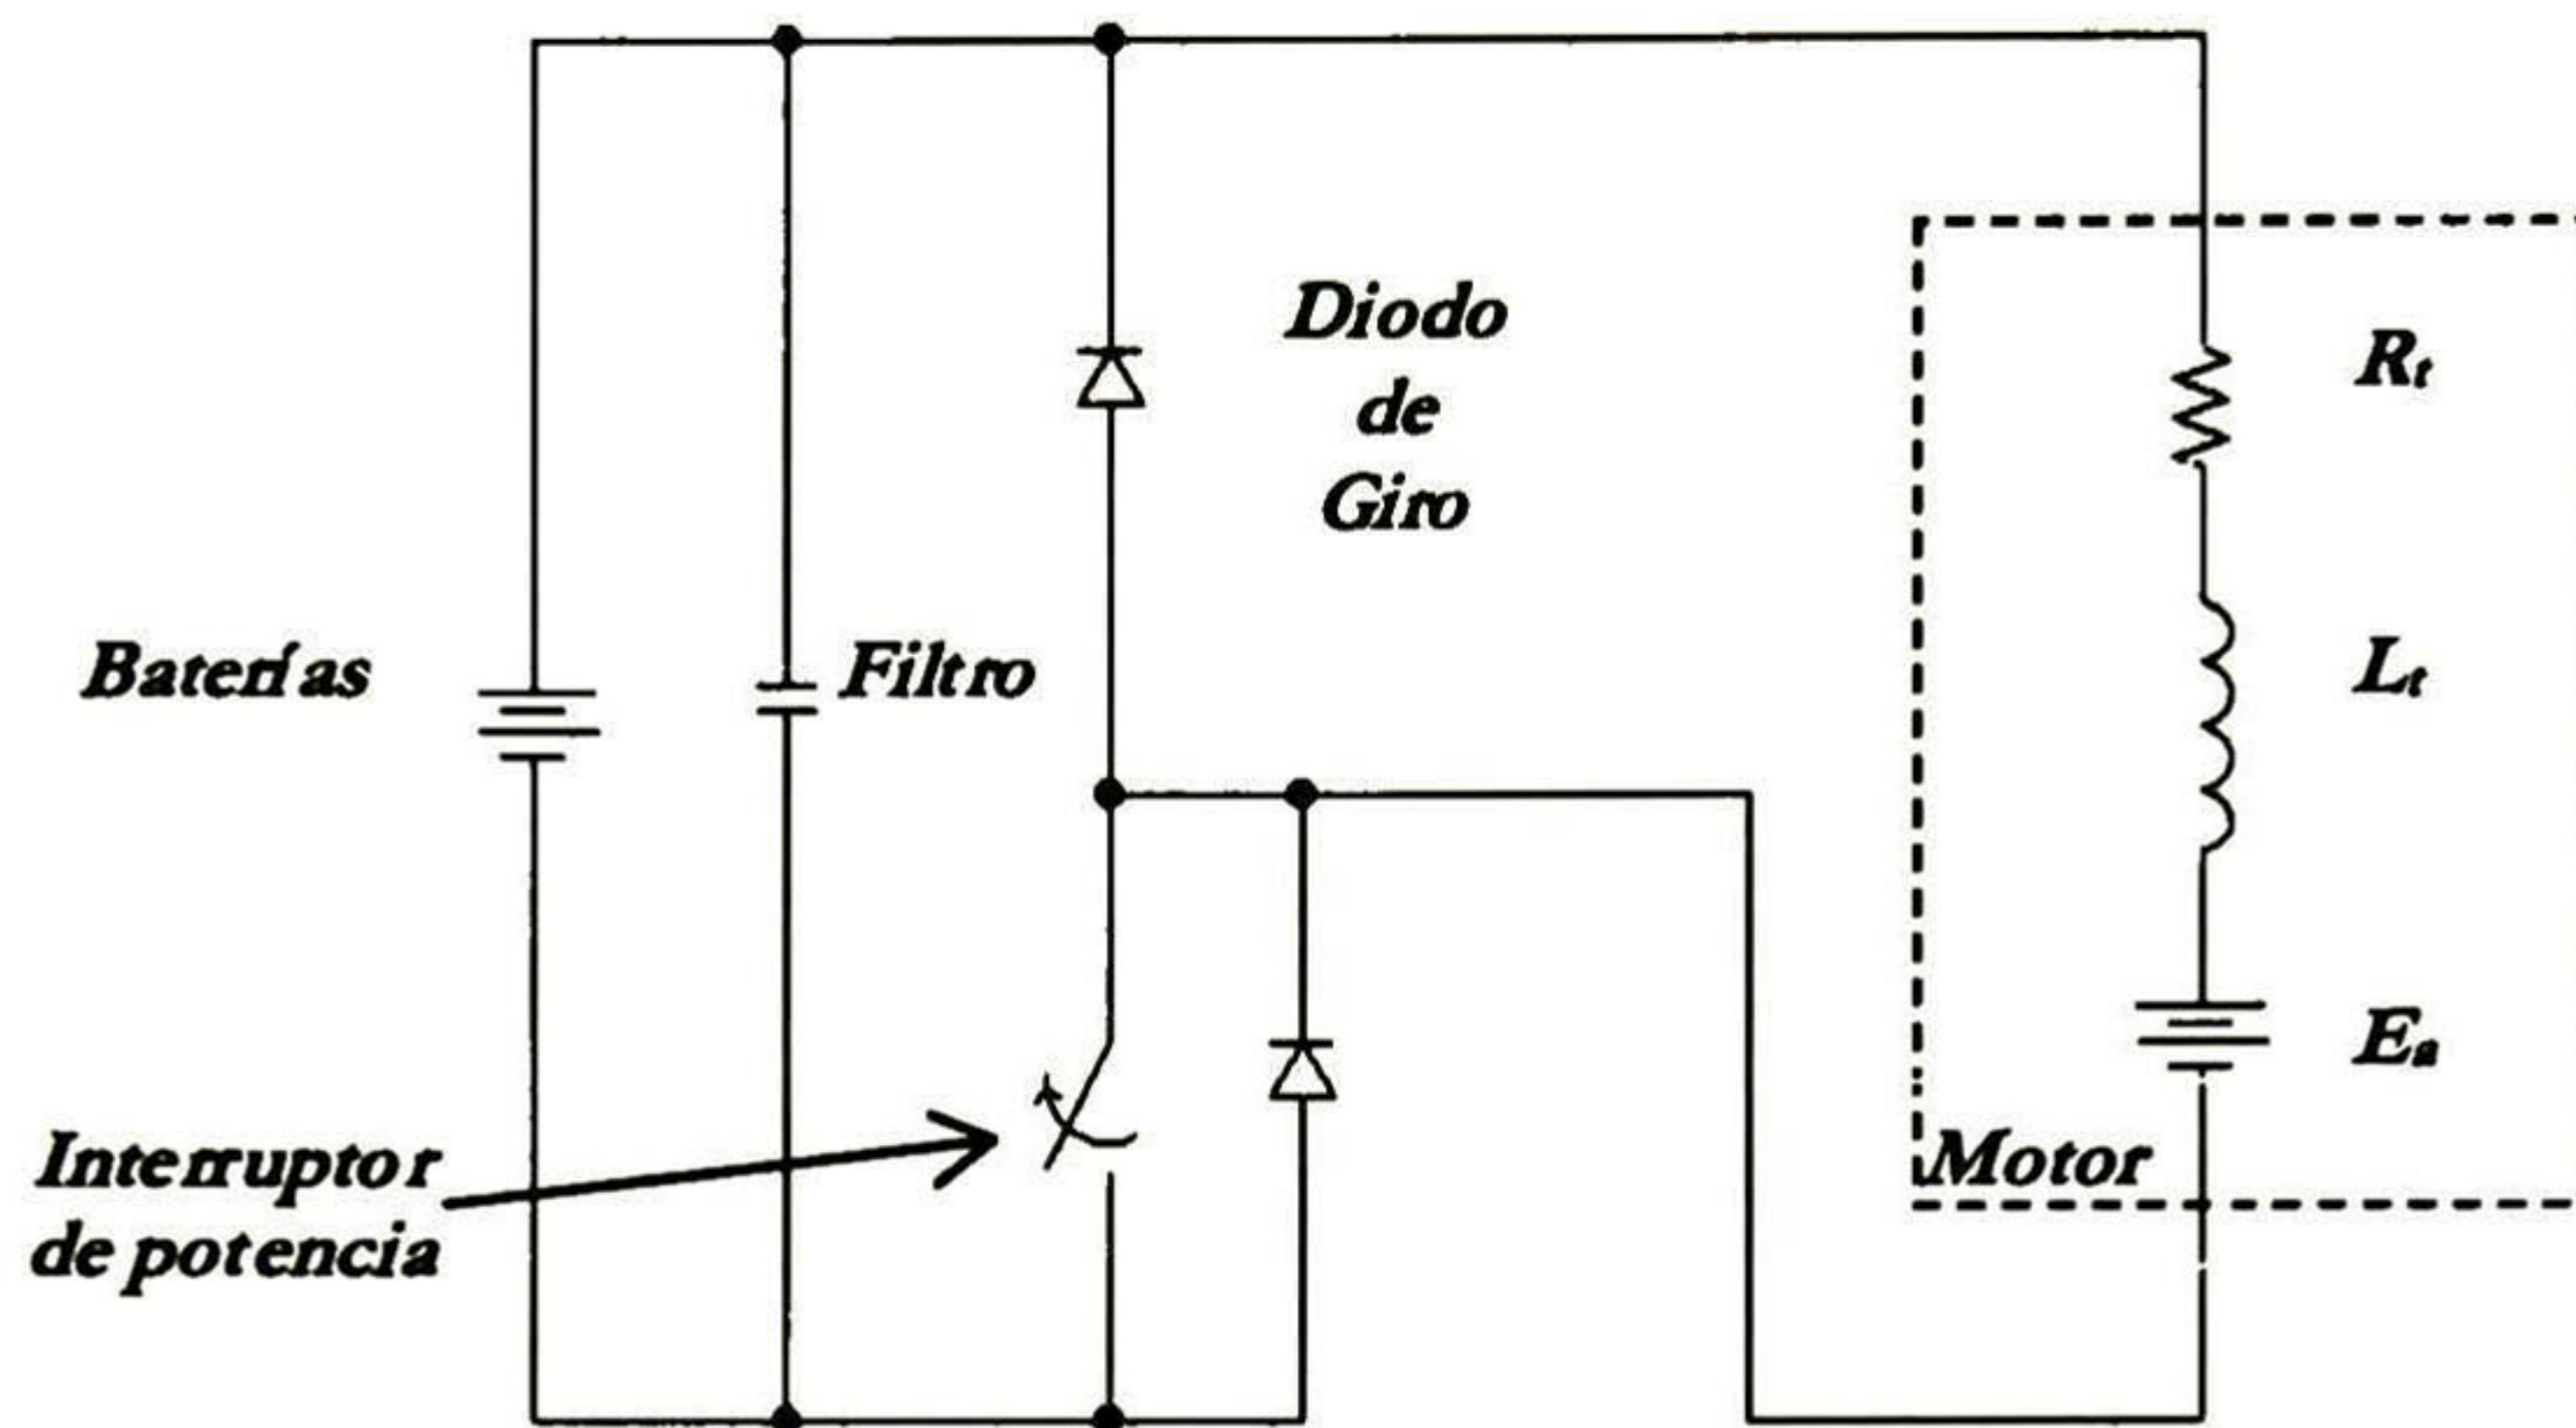 Diodo
de
Giro
Rt
Baterías
Filtro
Lt
Ea
Interruptor
de potencia
Motor